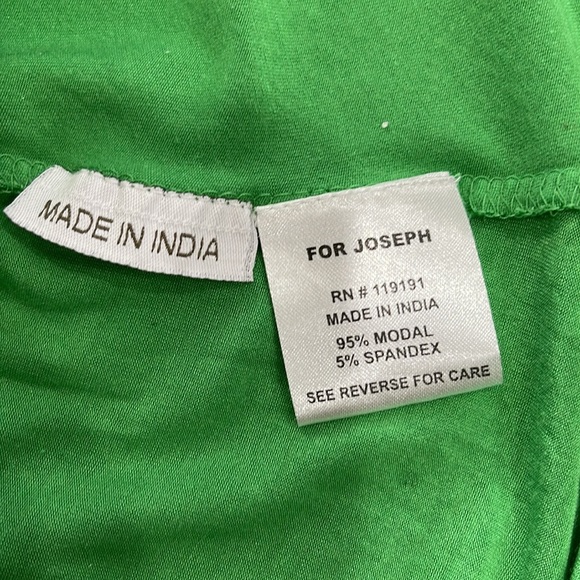 MADE IN INDIA
FOR JOSEPH
RN # 119191
MADE IN INDIA
95% MODAL
5% SPANDEX
SEE REVERSE FOR CARE